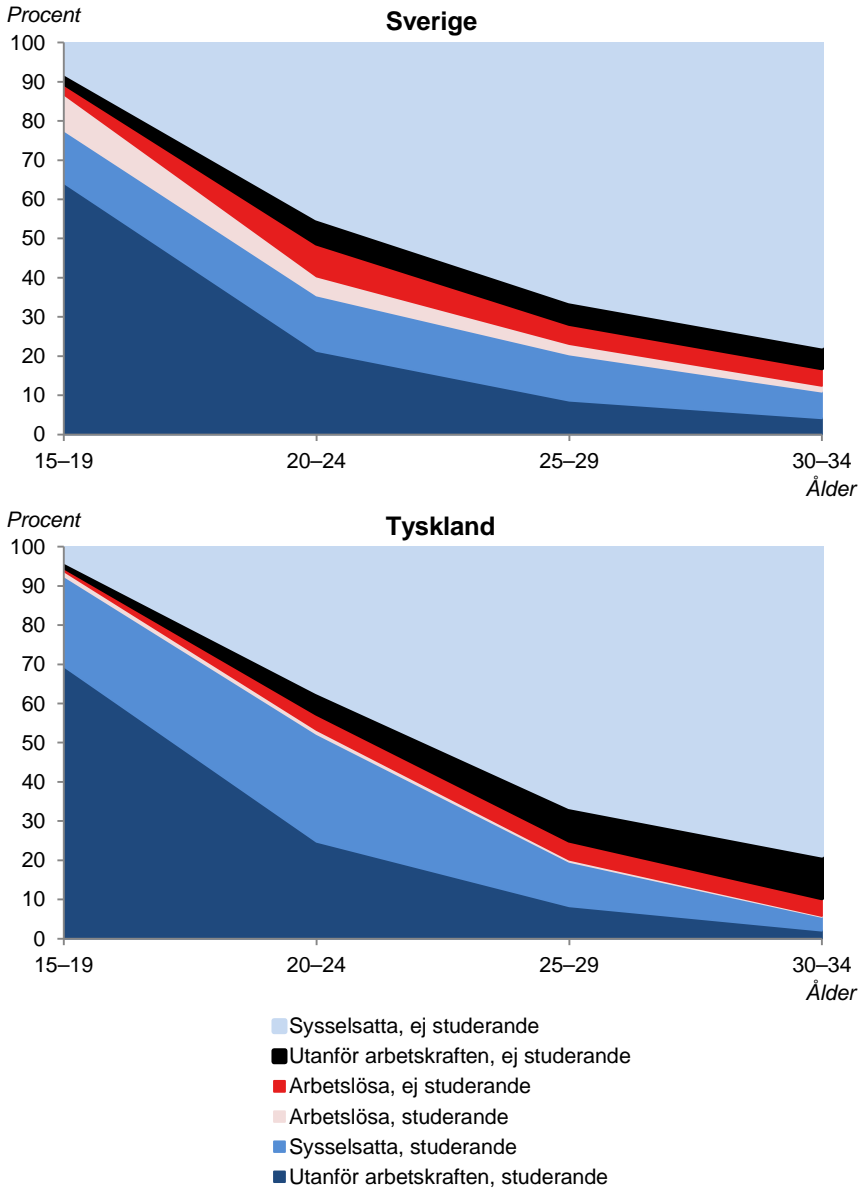 Procent
Sverige
100
90
80
70
60
50
40
30
20
10
0
15–19
20–24
25–29
30–34
Ålder
Procent
Tyskland
100
90
80
70
60
50
40
30
20
10
0
15–19
20–24
25–29
30–34
Ålder
Sysselsatta, ej studerande
Utanför arbetskraften, ej studerande
Arbetslösa, ej studerande
Arbetslösa, studerande
Sysselsatta, studerande
Utanför arbetskraften, studerande